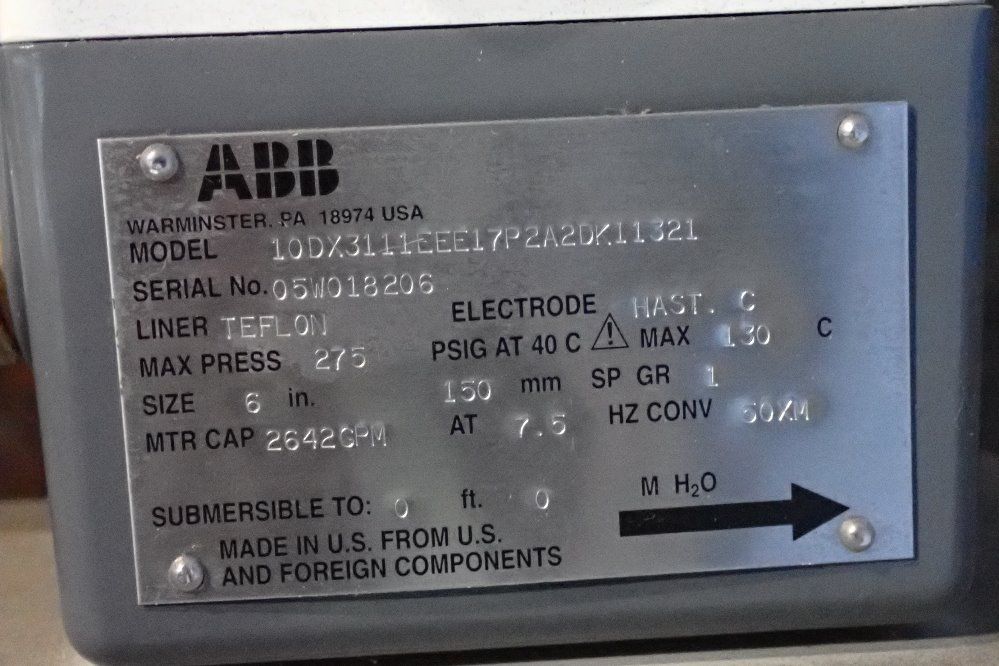 ABB
WARMINSTER, PA 18974 USA
MODEL 10DX3111EEE17P2A2DK11321
SERIAL No. 05W018206
LINER TEFLON ELECTRODE HAST. C
MAX PRESS 275 PSIG AT 40 C ⚠ MAX 130 C
SIZE 6 in. 150 mm SP GR 1
MTR CAP 2642GPM AT 7.5 HZ CONV
SUBMERSIBLE TO: 0 ft. 0 M H₂O
MADE IN U.S. FROM U.S.
AND FOREIGN COMPONENTS